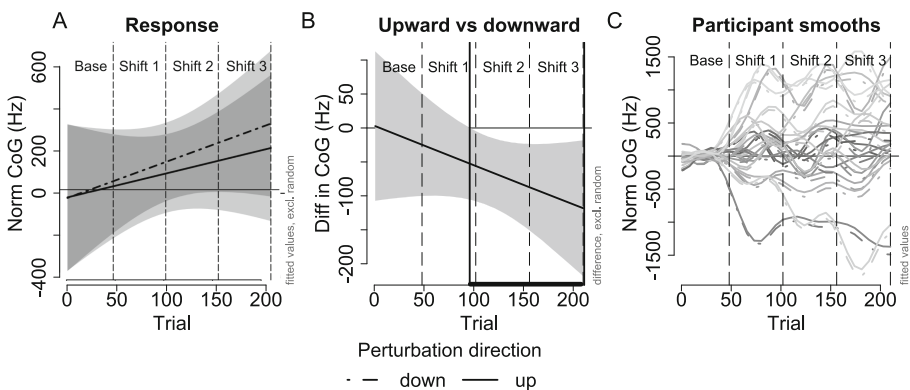 A Response
Norm CoG (Hz)
600
400
200
0
-400
Base Shift 1 Shift 2 Shift 3
fitted values, excl. random
0 50 100 150 200
Trial
B Upward vs downward
Diff in CoG (Hz)
50
0
-100
-200
Shift 1 Shift 2 Shift 3
difference, excl. random
0 50 100 150 200
Trial
C Participant smooths
Norm CoG (Hz)
1500
500
-500
-1500
Base Shift 1 Shift 2 Shift 3
fitted values
0 50 100 150 200
Trial
Perturbation direction
down up